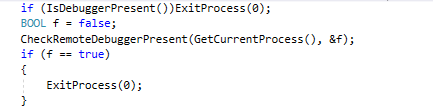 if (IsDebuggerPresent())ExitProcess(0);
BOOL f = false;
CheckRemoteDebuggerPresent(GetCurrentProcess(), &f);
if (f == true)
{
    ExitProcess(0);
}